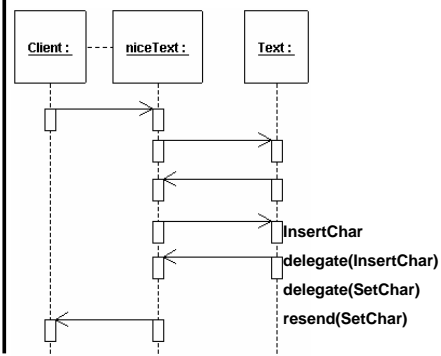 Client: niceText: Text:
InsertChar
delegate(InsertChar)
delegate(SetChar)
resend(SetChar)